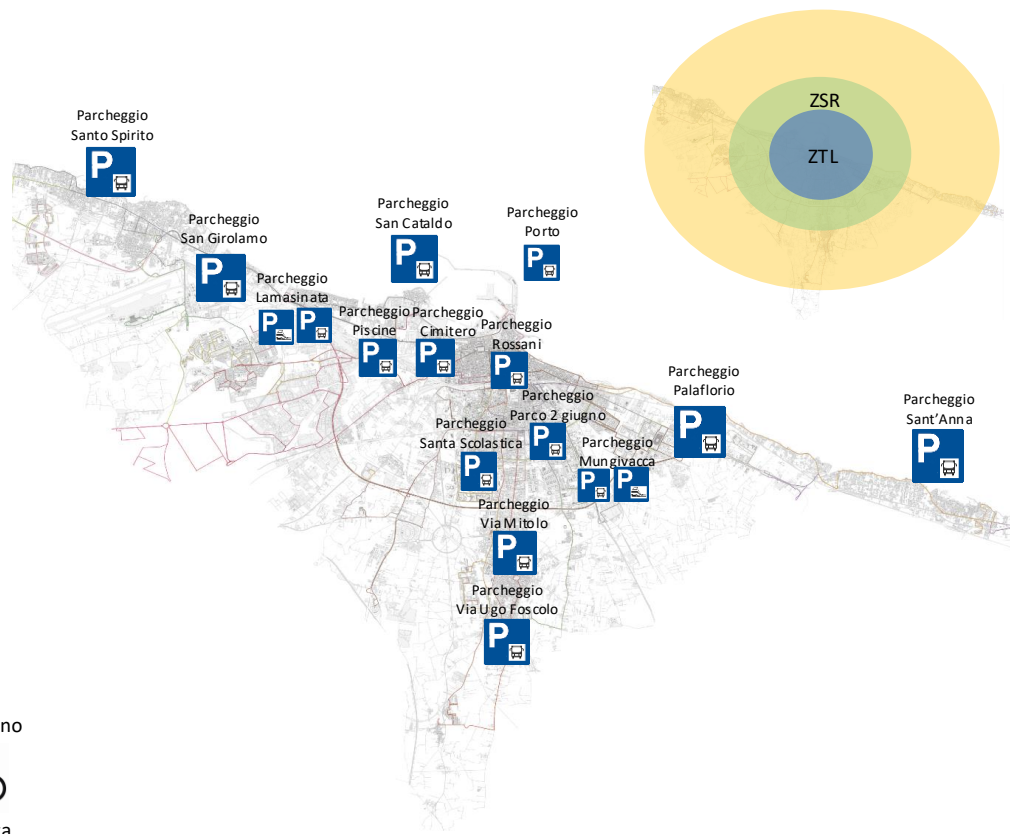 ZSR
ZTL
Parcheggio
Santo Spirito
P
Parcheggio
San Girolamo
P
Parcheggio
San Cataldo
P
Parcheggio
Porto
P
Parcheggio
Lamasinata
P
P
Parcheggio
Piscine
P
Parcheggio
Cimitero
P
Parcheggio
Rossani
P
Parcheggio
Palaflorio
P
Parcheggio
Sant’Anna
P
Parcheggio
Parco 2 giugno
P
Parcheggio
Santa Scolastica
P
Parcheggio
Mungivacca
P
P
Parcheggio
Via Mitolo
P
Parcheggio
Via Ugo Foscolo
P
no